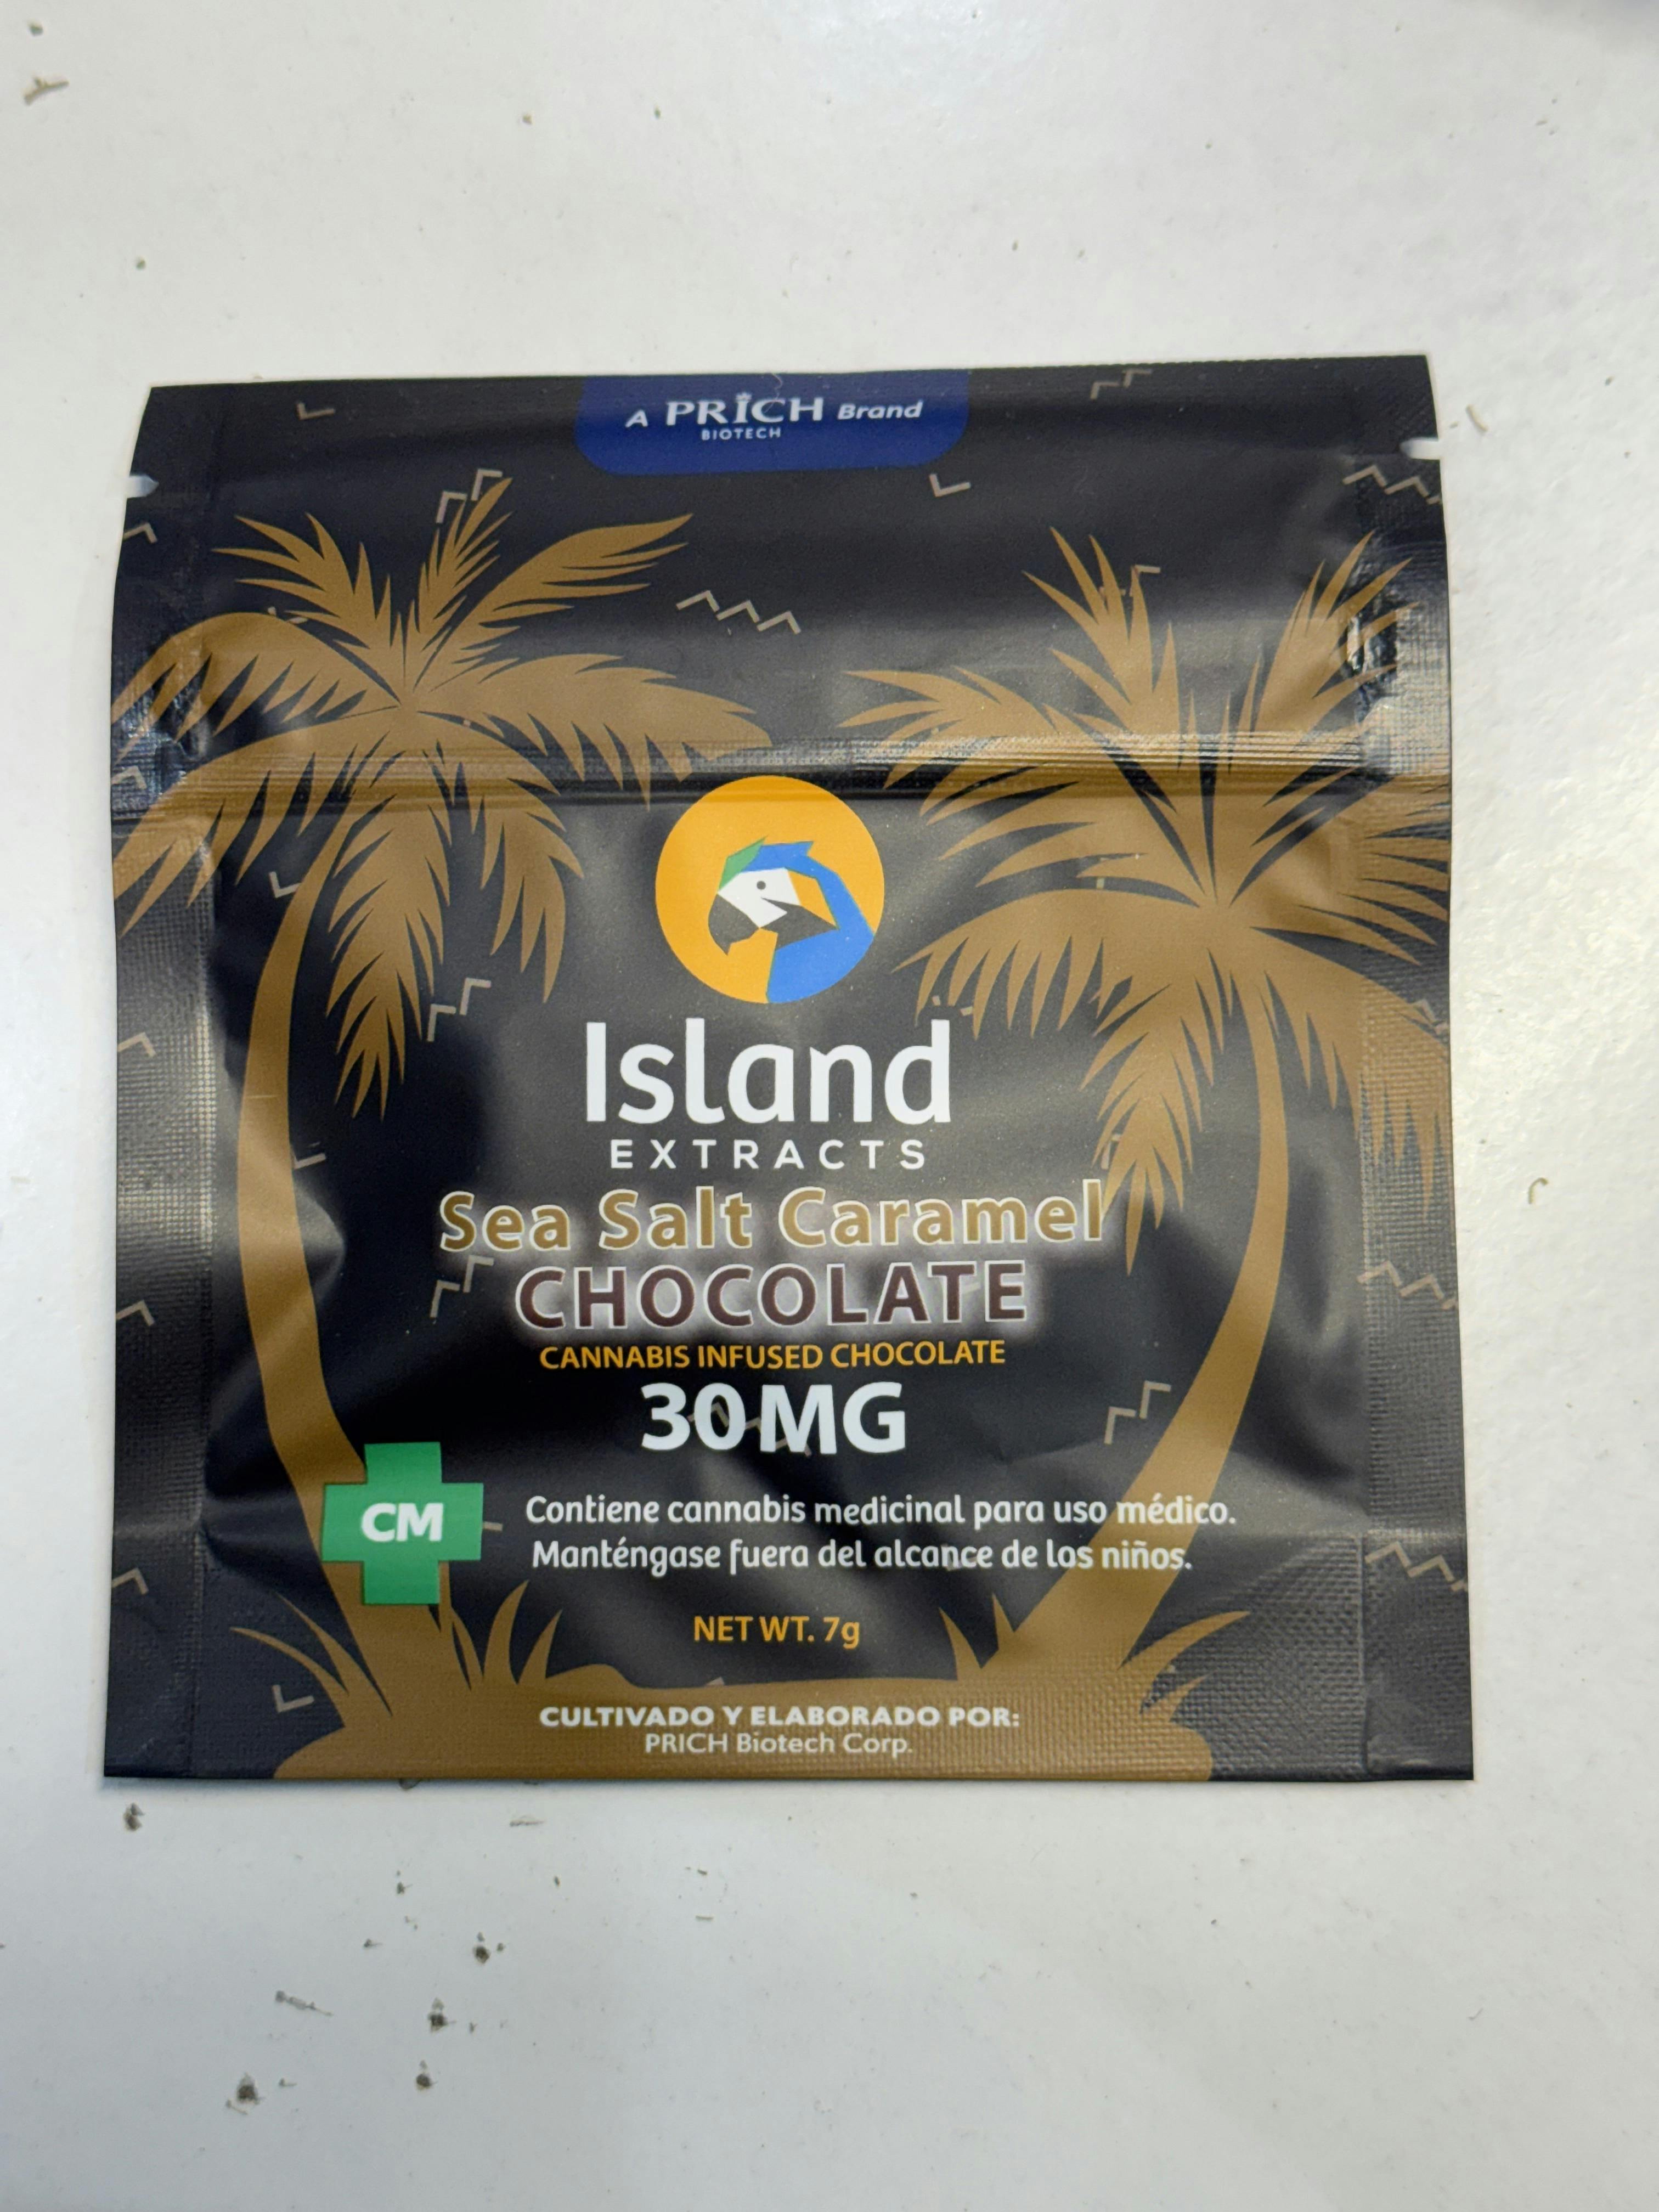 A PRICH Brand
BIOTECH
Island
EXTRACTS
Sea Salt Caramel
CHOCOLATE
CANNABIS INFUSED CHOCOLATE
30MG
CM
Contiene cannabis medicinal para uso médico.
Manténgase fuera del alcance de los niños.
NET WT. 7g
CULTIVADO Y ELABORADO POR:
PRICH Biotech Corp.